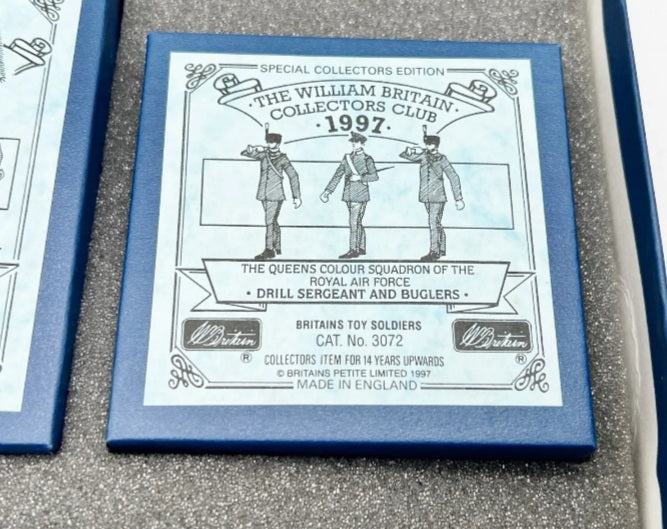 SPECIAL COLLECTORS EDITION
·THE WILLIAM BRITAIN·
COLLECTORS CLUB
·1997·
THE QUEENS COLOUR SQUADRON OF THE
ROYAL AIR FORCE
· DRILL SERGEANT AND BUGLERS ·
BRITAINS TOY SOLDIERS
WBritain ® CAT. No. 3072 WBritain ®
COLLECTORS ITEM FOR 14 YEARS UPWARDS
© BRITAINS PETITE LIMITED 1997
MADE IN ENGLAND